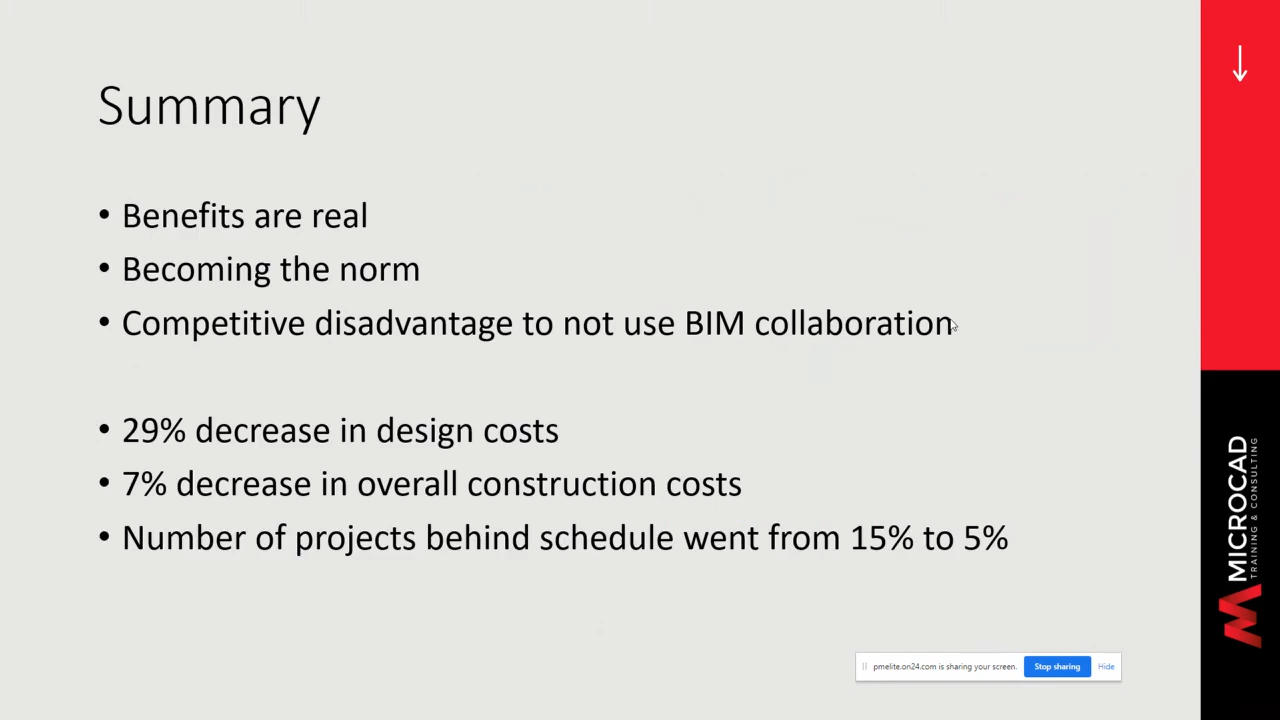 Summary
• Benefits are real
• Becoming the norm
• Competitive disadvantage to not use BIM collaboration
• 29% decrease in design costs
• 7% decrease in overall construction costs
• Number of projects behind schedule went from 15% to 5%
pmelite.on24.com is sharing your screen. Stop sharing Hide
MICROCAD
TRAINING & CONSULTING